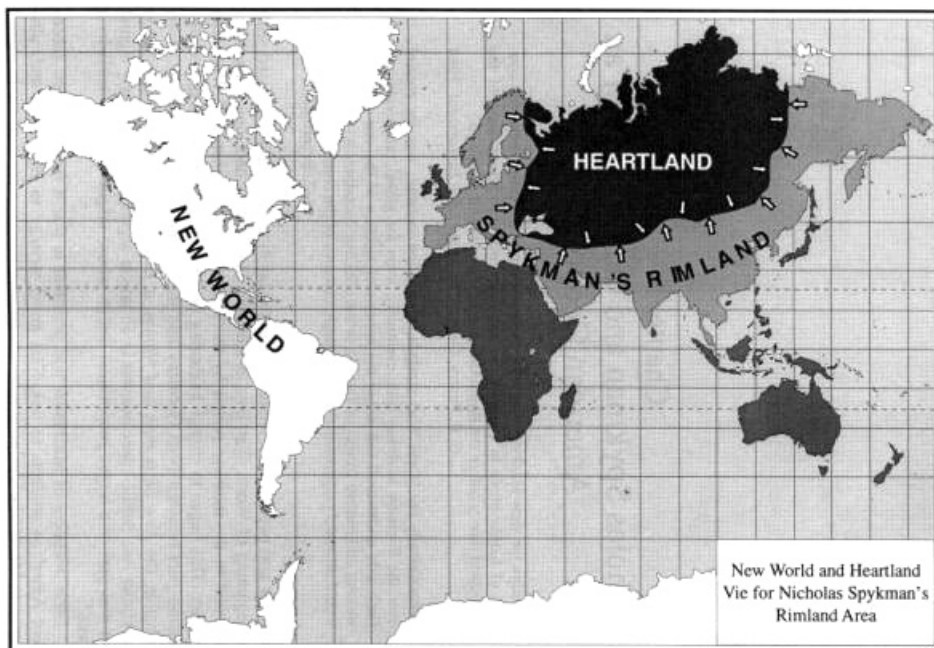 HEARTLAND
NEW WORLD
SPYKMAN'S RIMLAND
New World and Heartland
Vie for Nicholas Spykman's
Rimland Area